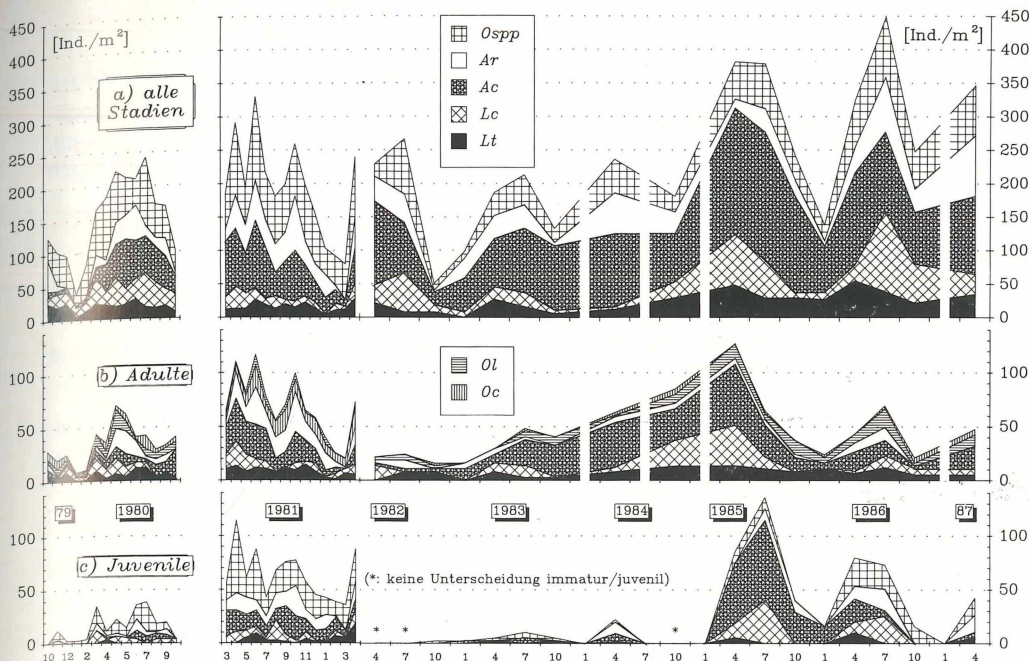 450
400
350
300
250
200
150
100
50
0
[Ind./m²]
a) alle
Stadien
Ospp
Ar
Ac
Lc
Lt
[Ind./m²]
450
400
350
300
250
200
150
100
50
0
100
50
0
b) Adulte
Ol
Oc
100
50
0
100
50
0
79
1980
1981
1982
1983
1984
1985
1986
87
c) Juvenile
(*: keine Unterscheidung immatur/juvenil)
* * *
100
50
0
10 12 2 4 5 7 9 3 5 7 9 11 1 3 4 7 10 1 4 7 10 1 4 7 10 1 4 7 10 1 4 7 10 1 4